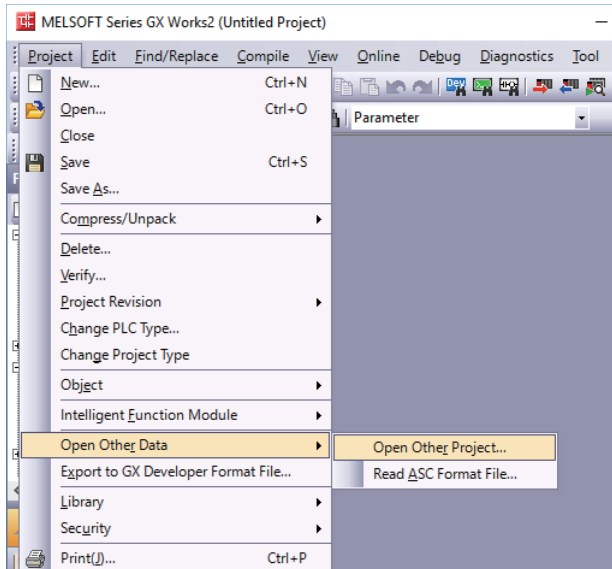 MELSOFT Series GX Works2 (Untitled Project)
Project Edit Find/Replace Compile View Online Debug Diagnostics Tool
New... Ctrl+N
Open... Ctrl+O
Parameter
Close
Save Ctrl+S
Save As...
Compress/Unpack
Delete...
Verify...
Project Revision
Change PLC Type...
Change Project Type
Object
Intelligent Function Module
Open Other Data
Open Other Project...
Export to GX Developer Format File...
Read ASC Format File...
Library
Security
Print(J)... Ctrl+P